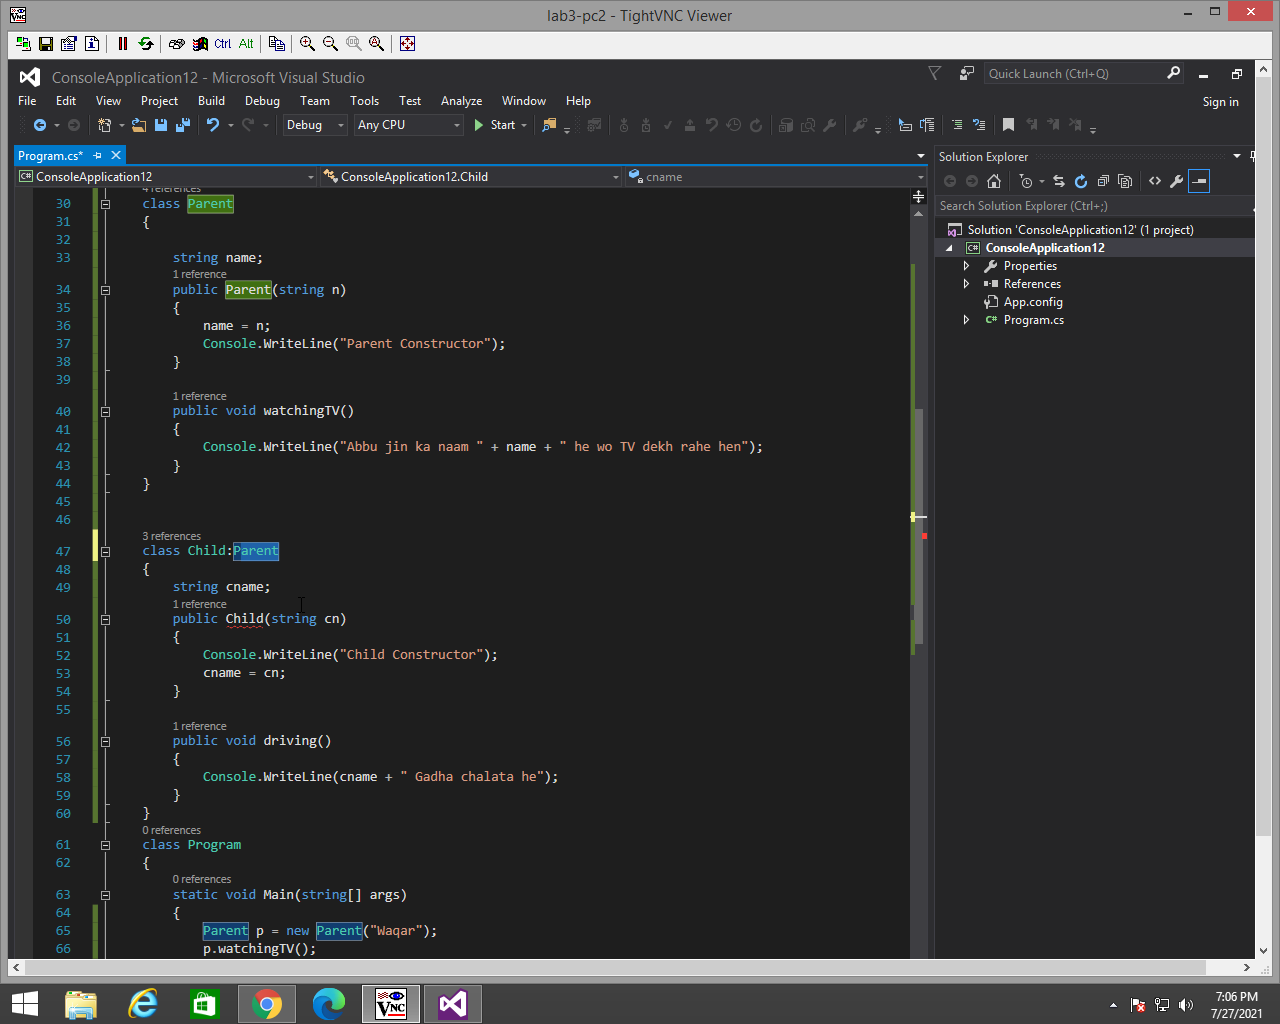 lab3-pc2 - TightVNC Viewer
Ctrl Alt
ConsoleApplication12 - Microsoft Visual Studio
Quick Launch (Ctrl+Q)
File Edit View Project Build Debug Team Tools Test Analyze Window Help
Sign in
Debug Any CPU Start
Program.cs*
ConsoleApplication12 ConsoleApplication12.Child cname
4 references
30 class Parent
31 {
32
33 string name;
1 reference
34 public Parent(string n)
35 {
36 name = n;
37 Console.WriteLine("Parent Constructor");
38 }
39
1 reference
40 public void watchingTV()
41 {
42 Console.WriteLine("Abbu jin ka naam " + name + " he wo TV dekh rahe hen");
43 }
44 }
45
46
3 references
47 class Child:Parent
48 {
49 string cname;
1 reference
50 public Child(string cn)
51 {
52 Console.WriteLine("Child Constructor");
53 cname = cn;
54 }
55
1 reference
56 public void driving()
57 {
58 Console.WriteLine(cname + " Gadha chalata he");
59 }
60 }
0 references
61 class Program
62 {
0 references
63 static void Main(string[] args)
64 {
65 Parent p = new Parent("Waqar");
66 p.watchingTV();
Solution Explorer
Search Solution Explorer (Ctrl+;)
Solution 'ConsoleApplication12' (1 project)
C# ConsoleApplication12
Properties
References
App.config
C# Program.cs
VNC
7:06 PM
7/27/2021